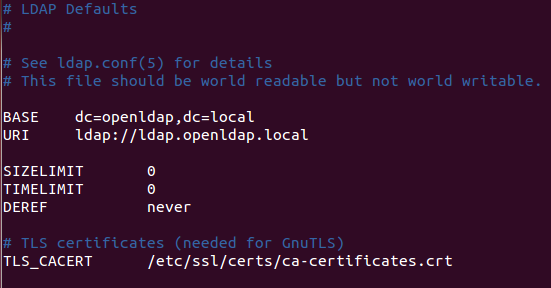 # LDAP Defaults
#
# See ldap.conf(5) for details
# This file should be world readable but not world writable.
BASE    dc=openldap,dc=local
URI     ldap://ldap.openldap.local
SIZELIMIT       0
TIMELIMIT       0
DEREF           never
# TLS certificates (needed for GnuTLS)
TLS_CACERT      /etc/ssl/certs/ca-certificates.crt